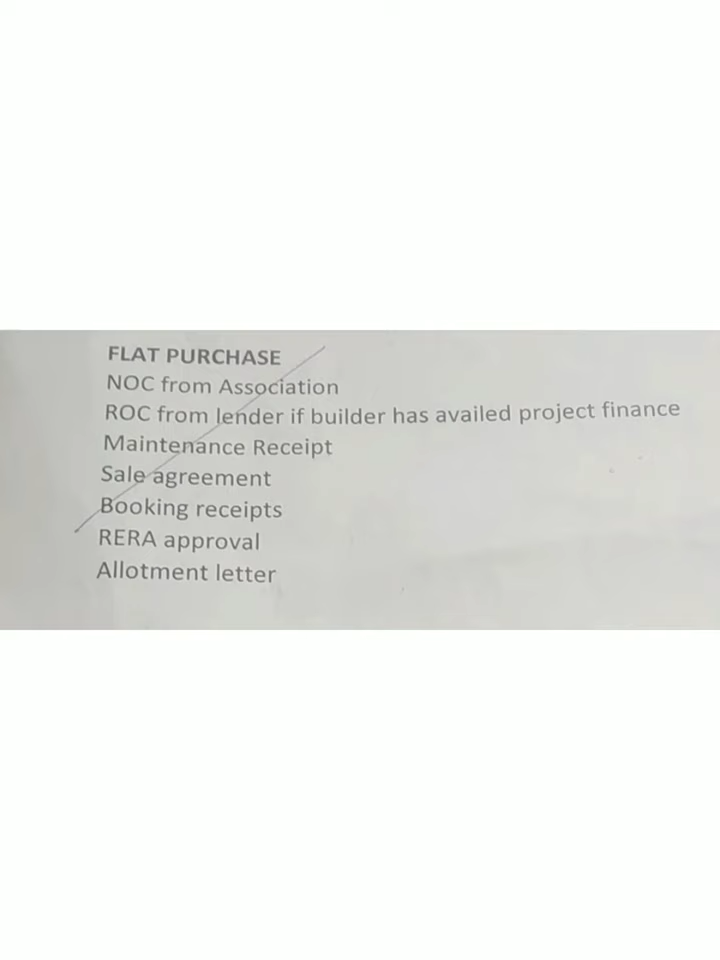 FLAT PURCHASE
NOC from Association
ROC from lender if builder has availed project finance
Maintenance Receipt
Sale agreement
Booking receipts
RERA approval
Allotment letter